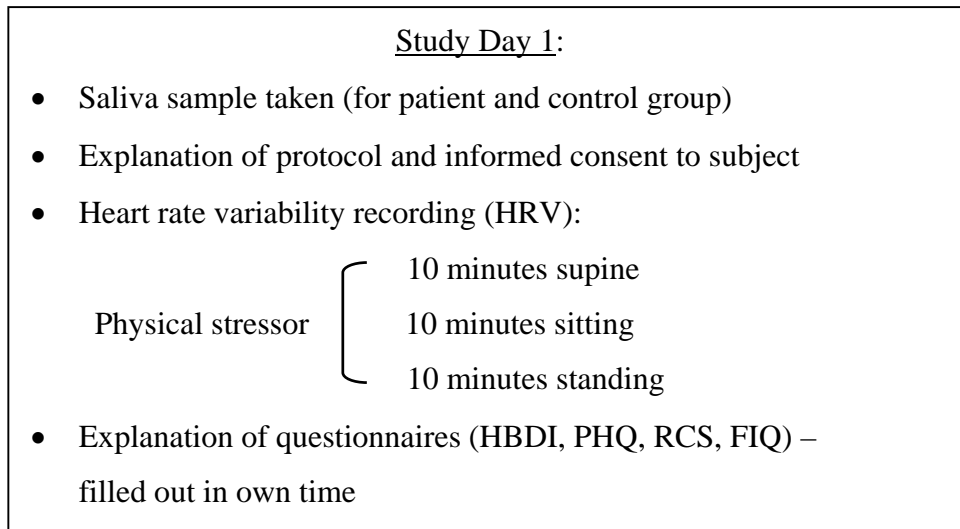 Study Day 1:
• Saliva sample taken (for patient and control group)
• Explanation of protocol and informed consent to subject
• Heart rate variability recording (HRV):
10 minutes supine
Physical stressor 10 minutes sitting
10 minutes standing
• Explanation of questionnaires (HBDI, PHQ, RCS, FIQ) –
filled out in own time